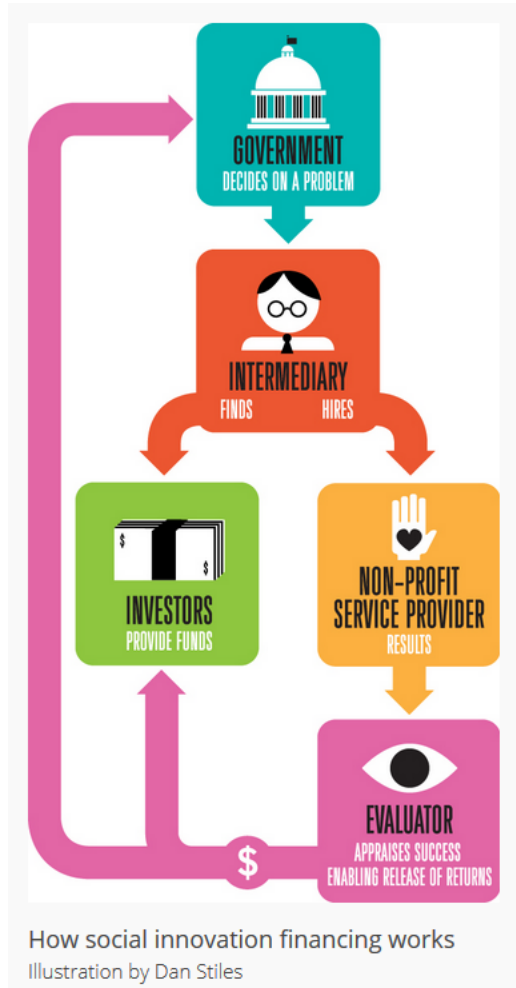 GOVERNMENT
DECIDES ON A PROBLEM
INTERMEDIARY
FINDS HIRES
INVESTORS
PROVIDE FUNDS
NON-PROFIT
SERVICE PROVIDER
RESULTS
EVALUATOR
APPRAISES SUCCESS
ENABLING RELEASE OF RETURNS
$
$
$
How social innovation financing works
Illustration by Dan Stiles